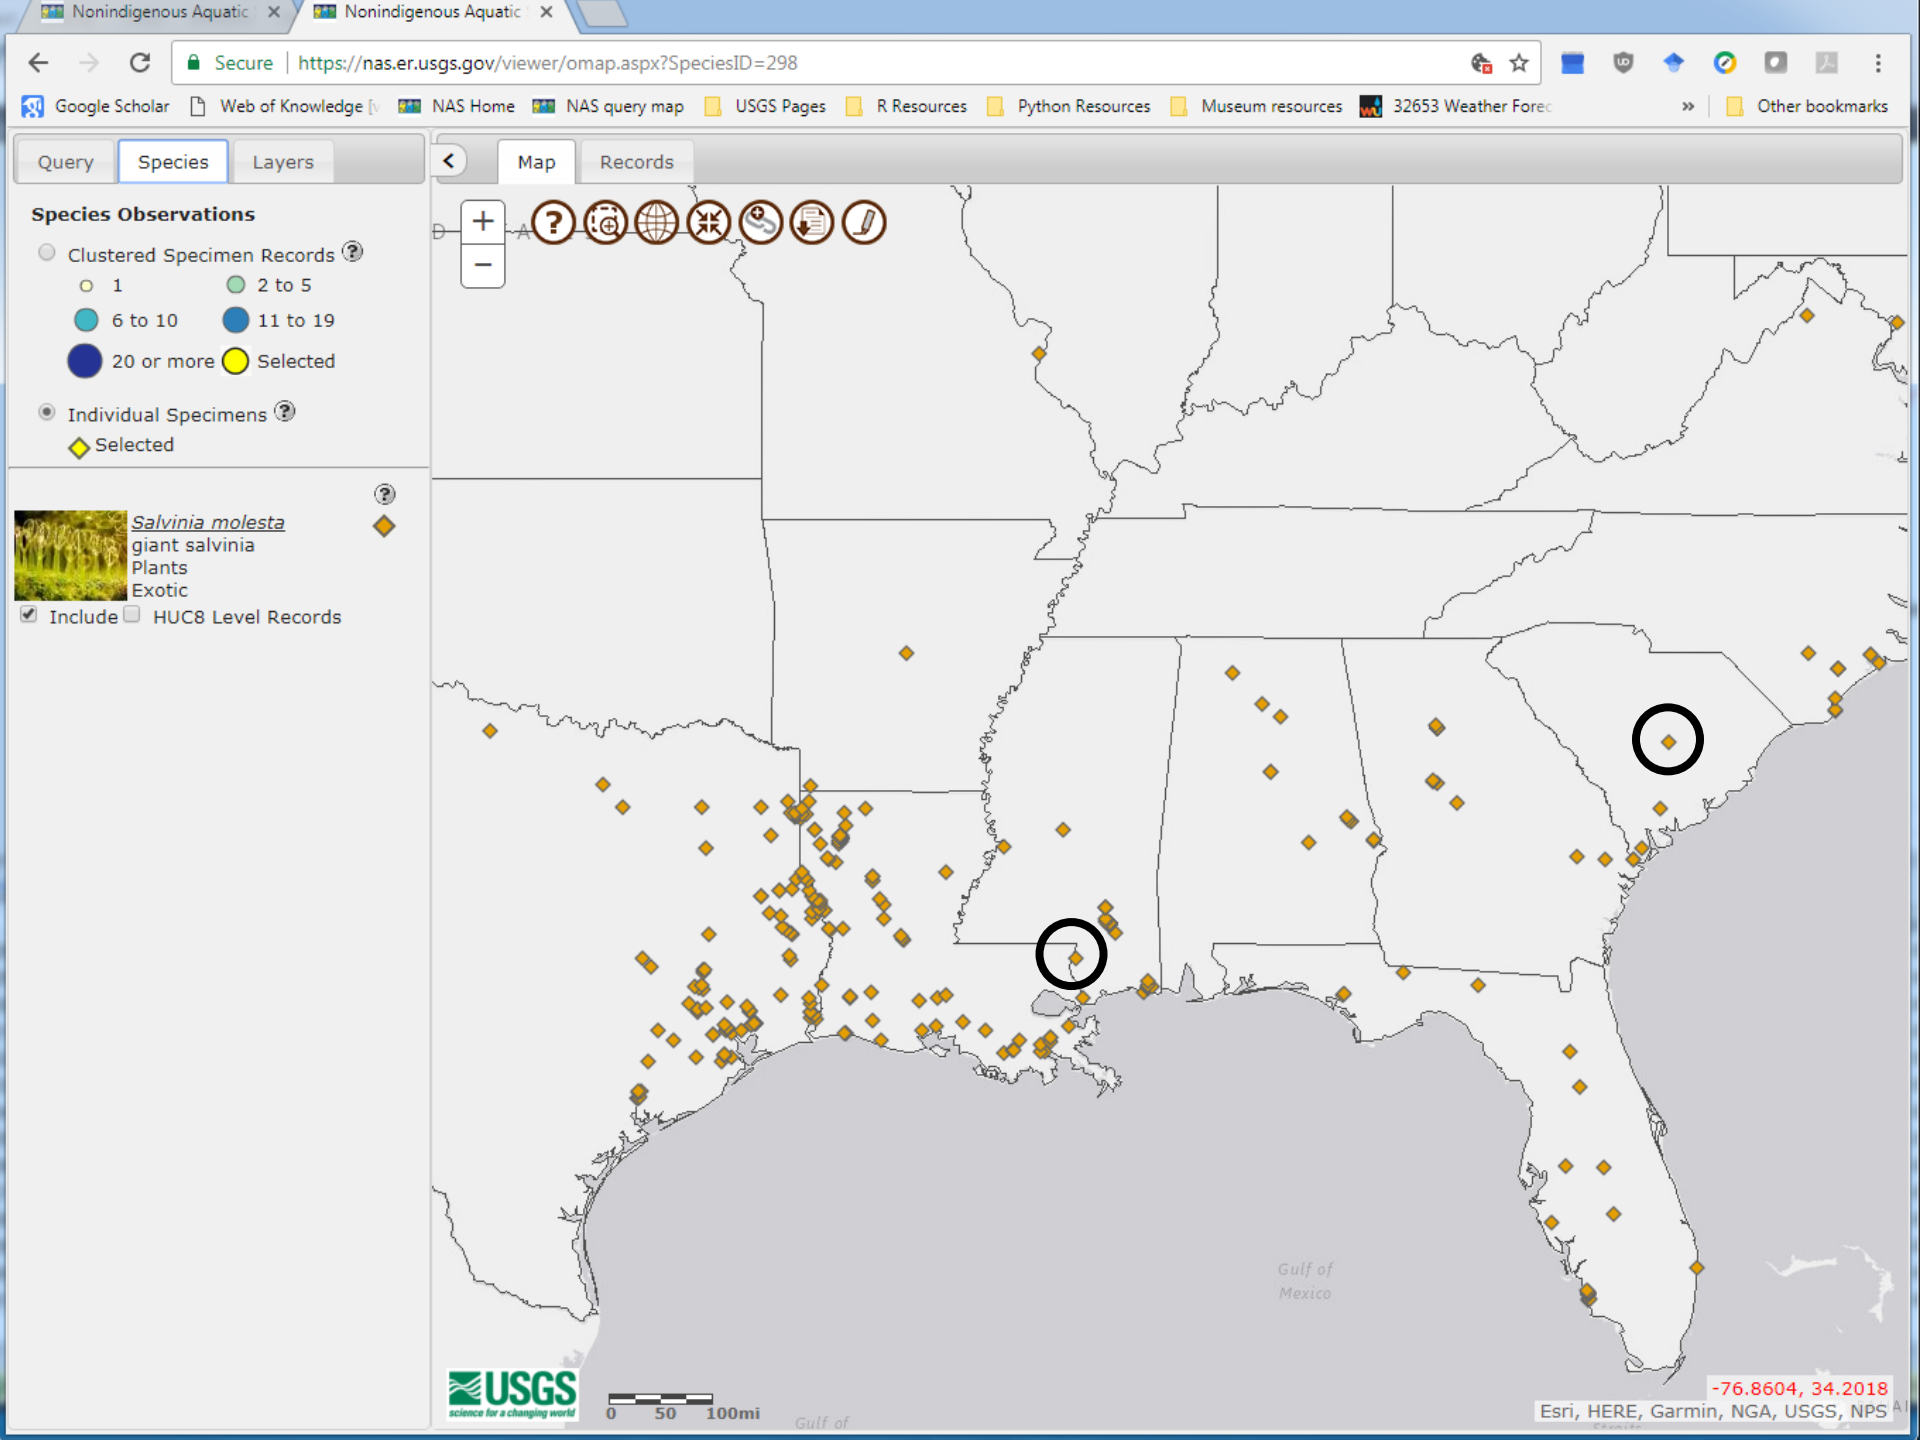 Nonindigenous Aquatic
Nonindigenous Aquatic
Secure https://nas.er.usgs.gov/viewer/omap.aspx?SpeciesID=298
Google Scholar Web of Knowledge [v NAS Home NAS query map USGS Pages R Resources Python Resources Museum resources 32653 Weather Forec » Other bookmarks
Query Species Layers Map Records
Species Observations
Clustered Specimen Records ?
1 2 to 5
6 to 10 11 to 19
20 or more Selected
Individual Specimens ?
Selected
?
Salvinia molesta
giant salvinia
Plants
Exotic
Include HUC8 Level Records
+
−
?
Gulf of
Mexico
USGS
science for a changing world
0 50 100mi
Gulf of
-76.8604, 34.2018
Esri, HERE, Garmin, NGA, USGS, NPS